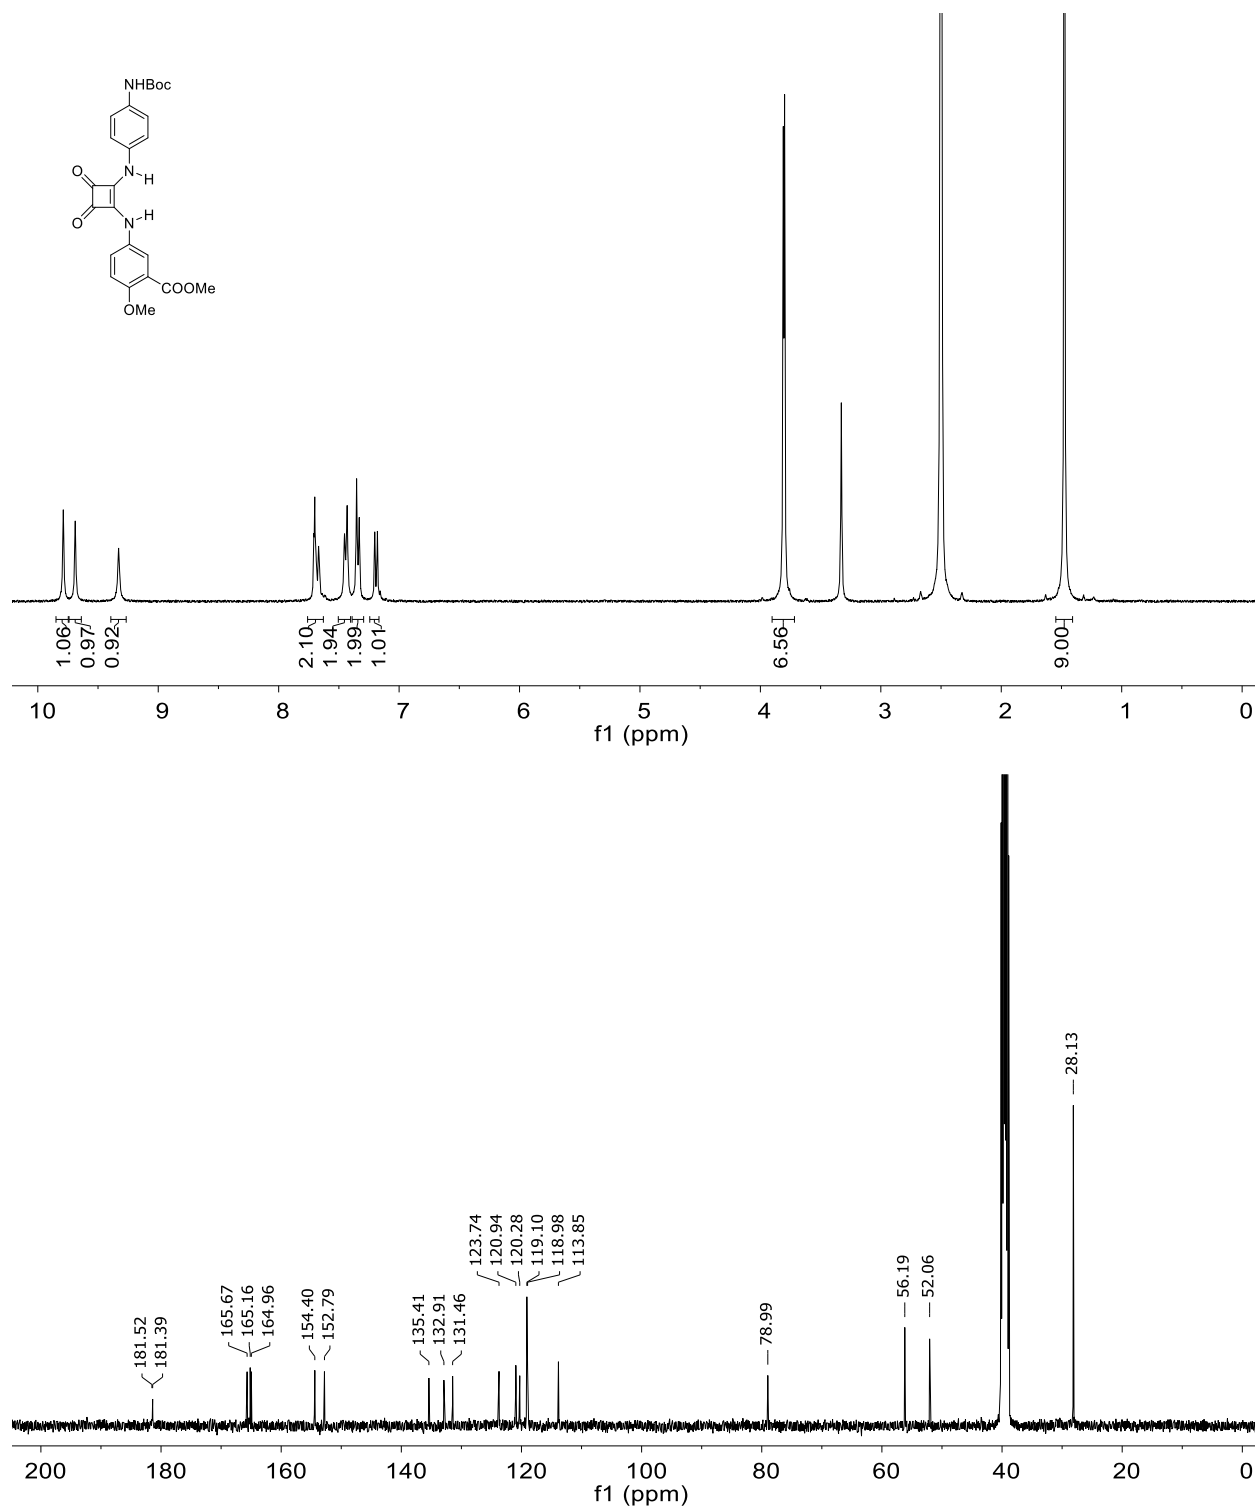 NHBoc
O
N
H
O
N
H
COOMe
OMe
1.06
0.97
0.92
2.10
1.94
1.99
1.01
6.56
9.00
10 9 8 7 6 5 4 3 2 1 0
f1 (ppm)
181.52
181.39
165.67
165.16
164.96
154.40
152.79
135.41
132.91
131.46
123.74
120.94
120.28
119.10
118.98
113.85
78.99
56.19
52.06
28.13
200 180 160 140 120 100 80 60 40 20 0
f1 (ppm)